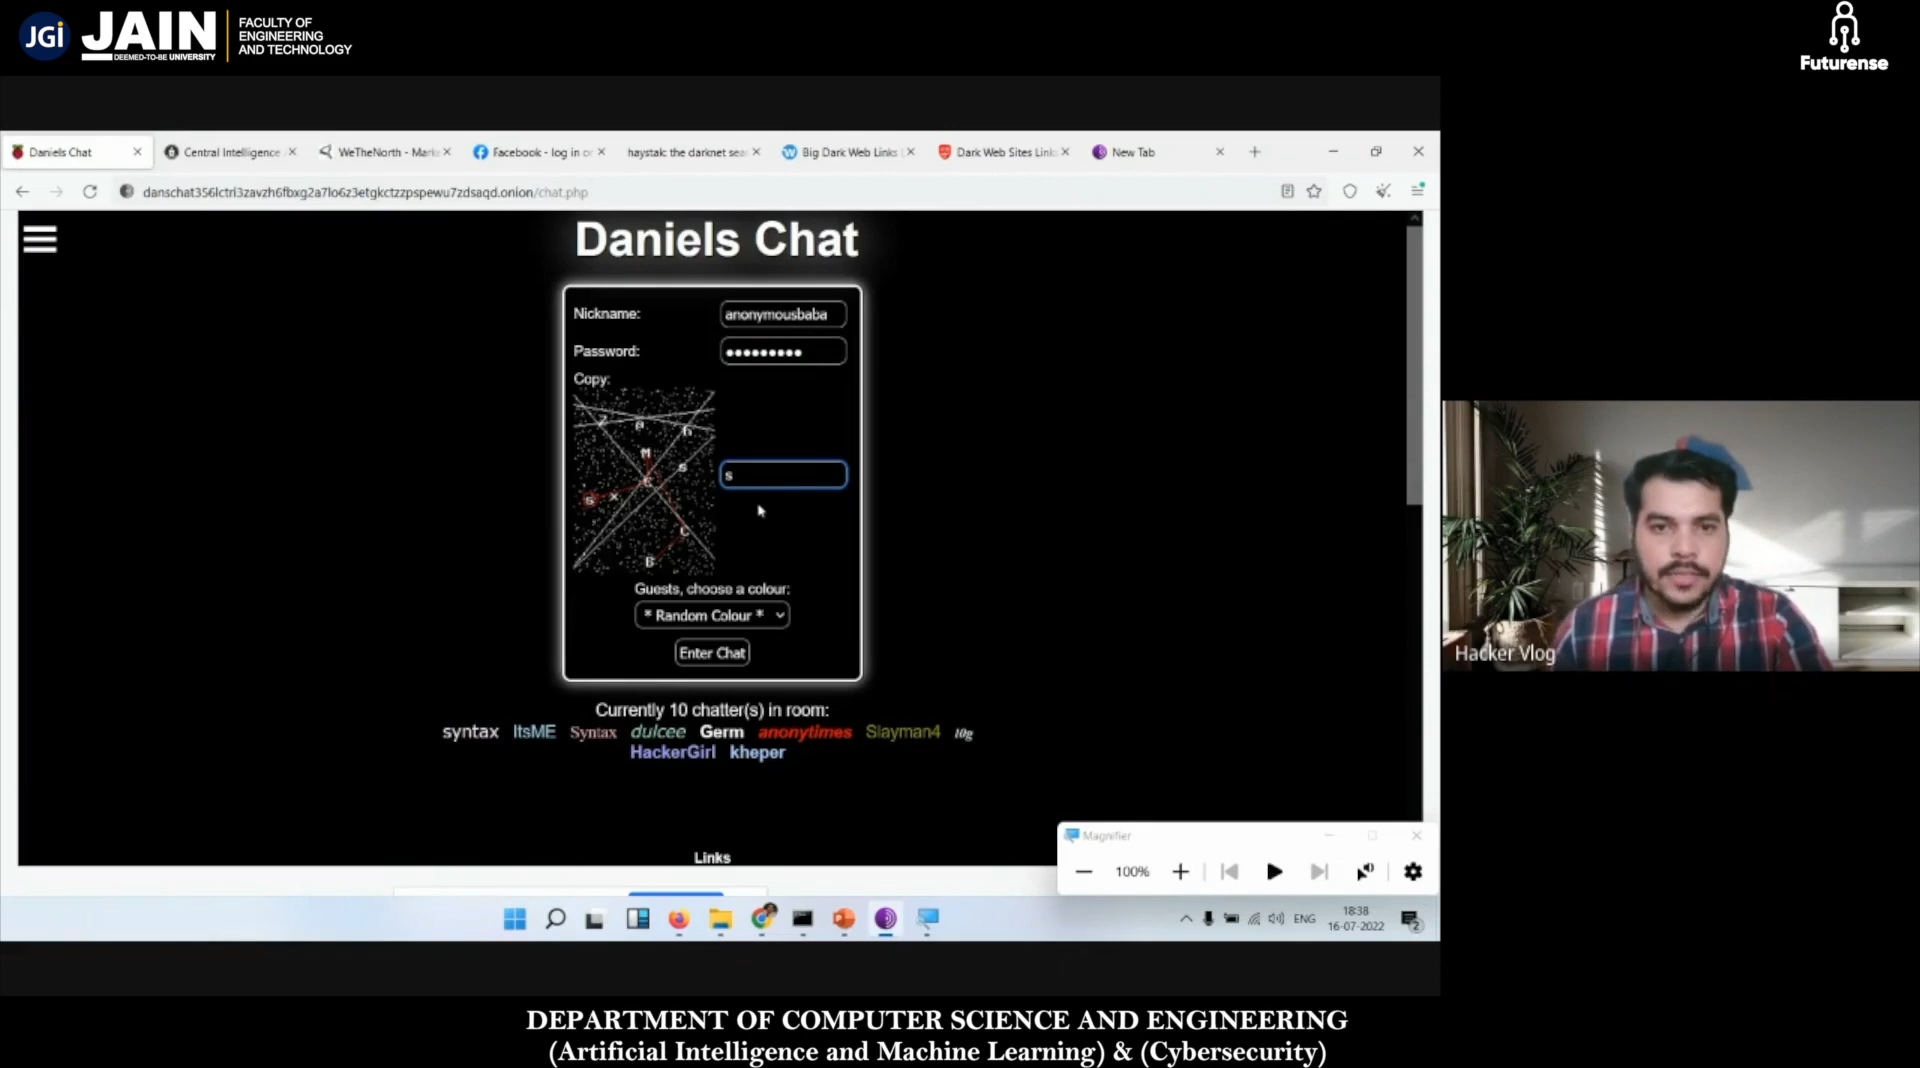 JGi JAIN FACULTY OF
DEEMED-TO-BE UNIVERSITY ENGINEERING
AND TECHNOLOGY
Futurense
Daniels Chat
Central Intelligence
WeTheNorth - Mark
Facebook - log in or
haystak: the darknet sea
Big Dark Web Links
Dark Web Sites Link
New Tab
danschat356lctri3zavzh6fbxg2a7lo6z3etgkctzzpspewu7zdsaqd.onion/chat.php
Daniels Chat
Nickname: anonymousbaba
Password:
Copy:
s
Guests, choose a colour:
* Random Colour *
Enter Chat
Currently 10 chatter(s) in room:
syntax ItsME Syntax dulcee Germ anonytimes Slayman4 10g
HackerGirl kheper
Links
Magnifier
100%
ENG
18:38
16-07-2022
2
Hacker Vlog
DEPARTMENT OF COMPUTER SCIENCE AND ENGINEERING
(Artificial Intelligence and Machine Learning) & (Cybersecurity)